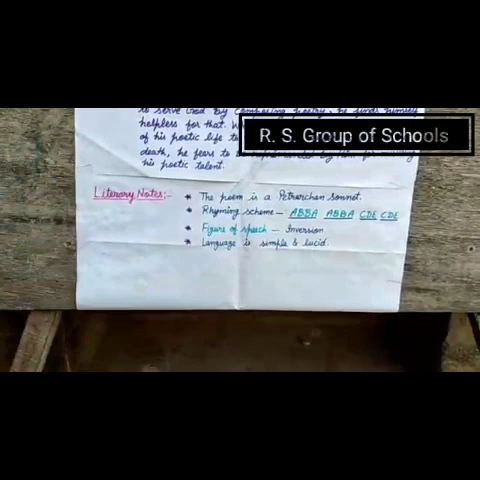 to serve God by composing poetry, he finds himself
helpless for that. W
of his poetic life to
death, he fears to
his poetic talent.
R. S. Group of Schools
Literary Notes:-
* The poem is a Petrarchan sonnet.
* Rhyming scheme - ABBA ABBA CDE CDE
* Figure of speech - Inversion
* Language is simple & lucid